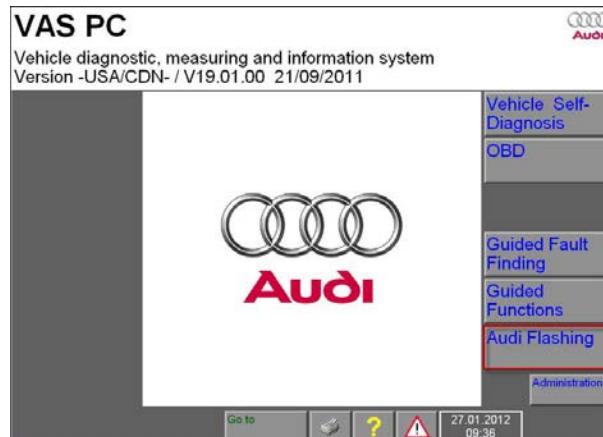 VAS PC
Audi
Vehicle diagnostic, measuring and information system
Version -USA/CDN- / V19.01.00 21/09/2011
Vehicle Self-
Diagnosis
OBD
Audi
Guided Fault
Finding
Guided
Functions
Audi Flashing
Administration
Go to
?
27.01.2012
09:36